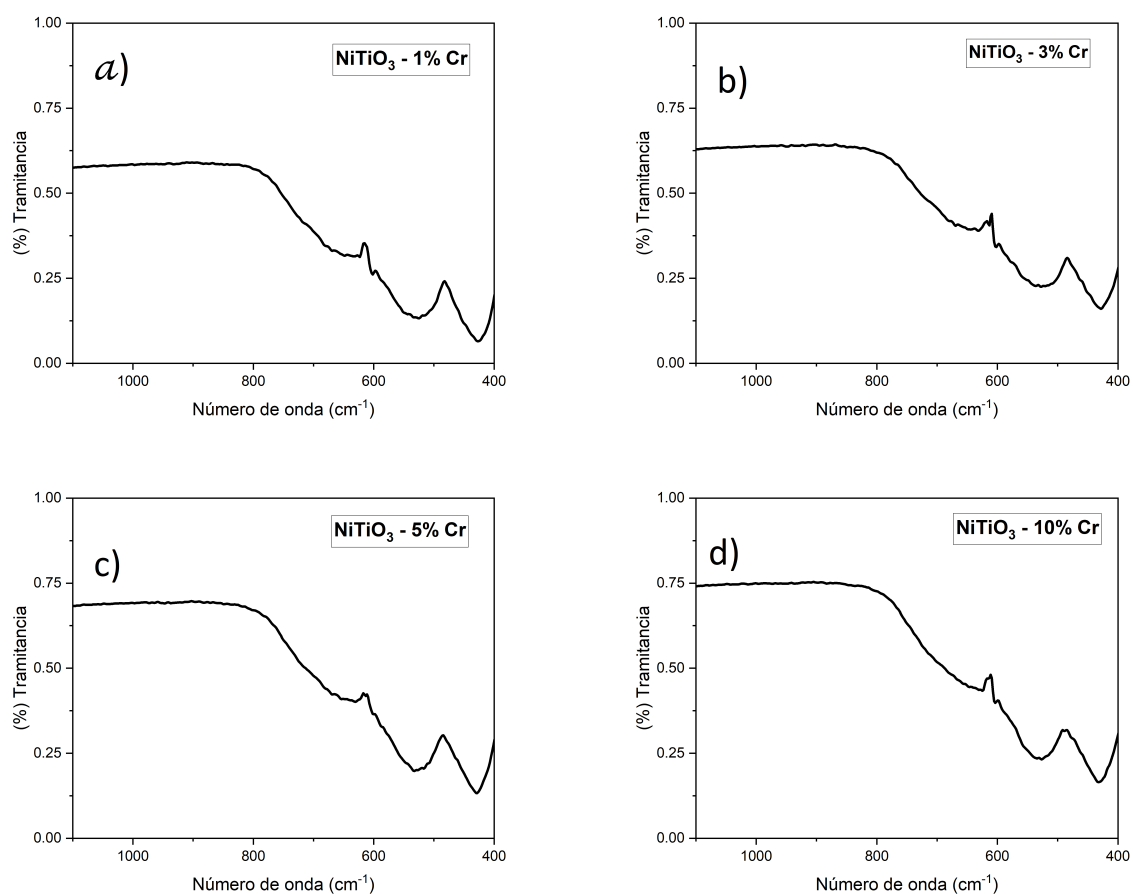 a)
NiTiO₃ - 1% Cr
1.00
0.75
0.50
0.25
0.00
(%) Tramitancia
1000 800 600 400
Número de onda (cm⁻¹)
b)
NiTiO₃ - 3% Cr
1.00
0.75
0.50
0.25
0.00
(%) Tramitancia
1000 800 600 400
Número de onda (cm⁻¹)
c)
NiTiO₃ - 5% Cr
1.00
0.75
0.50
0.25
0.00
(%) Tramitancia
1000 800 600 400
Número de onda (cm⁻¹)
d)
NiTiO₃ - 10% Cr
1.00
0.75
0.50
0.25
0.00
(%) Tramitancia
1000 800 600 400
Número de onda (cm⁻¹)